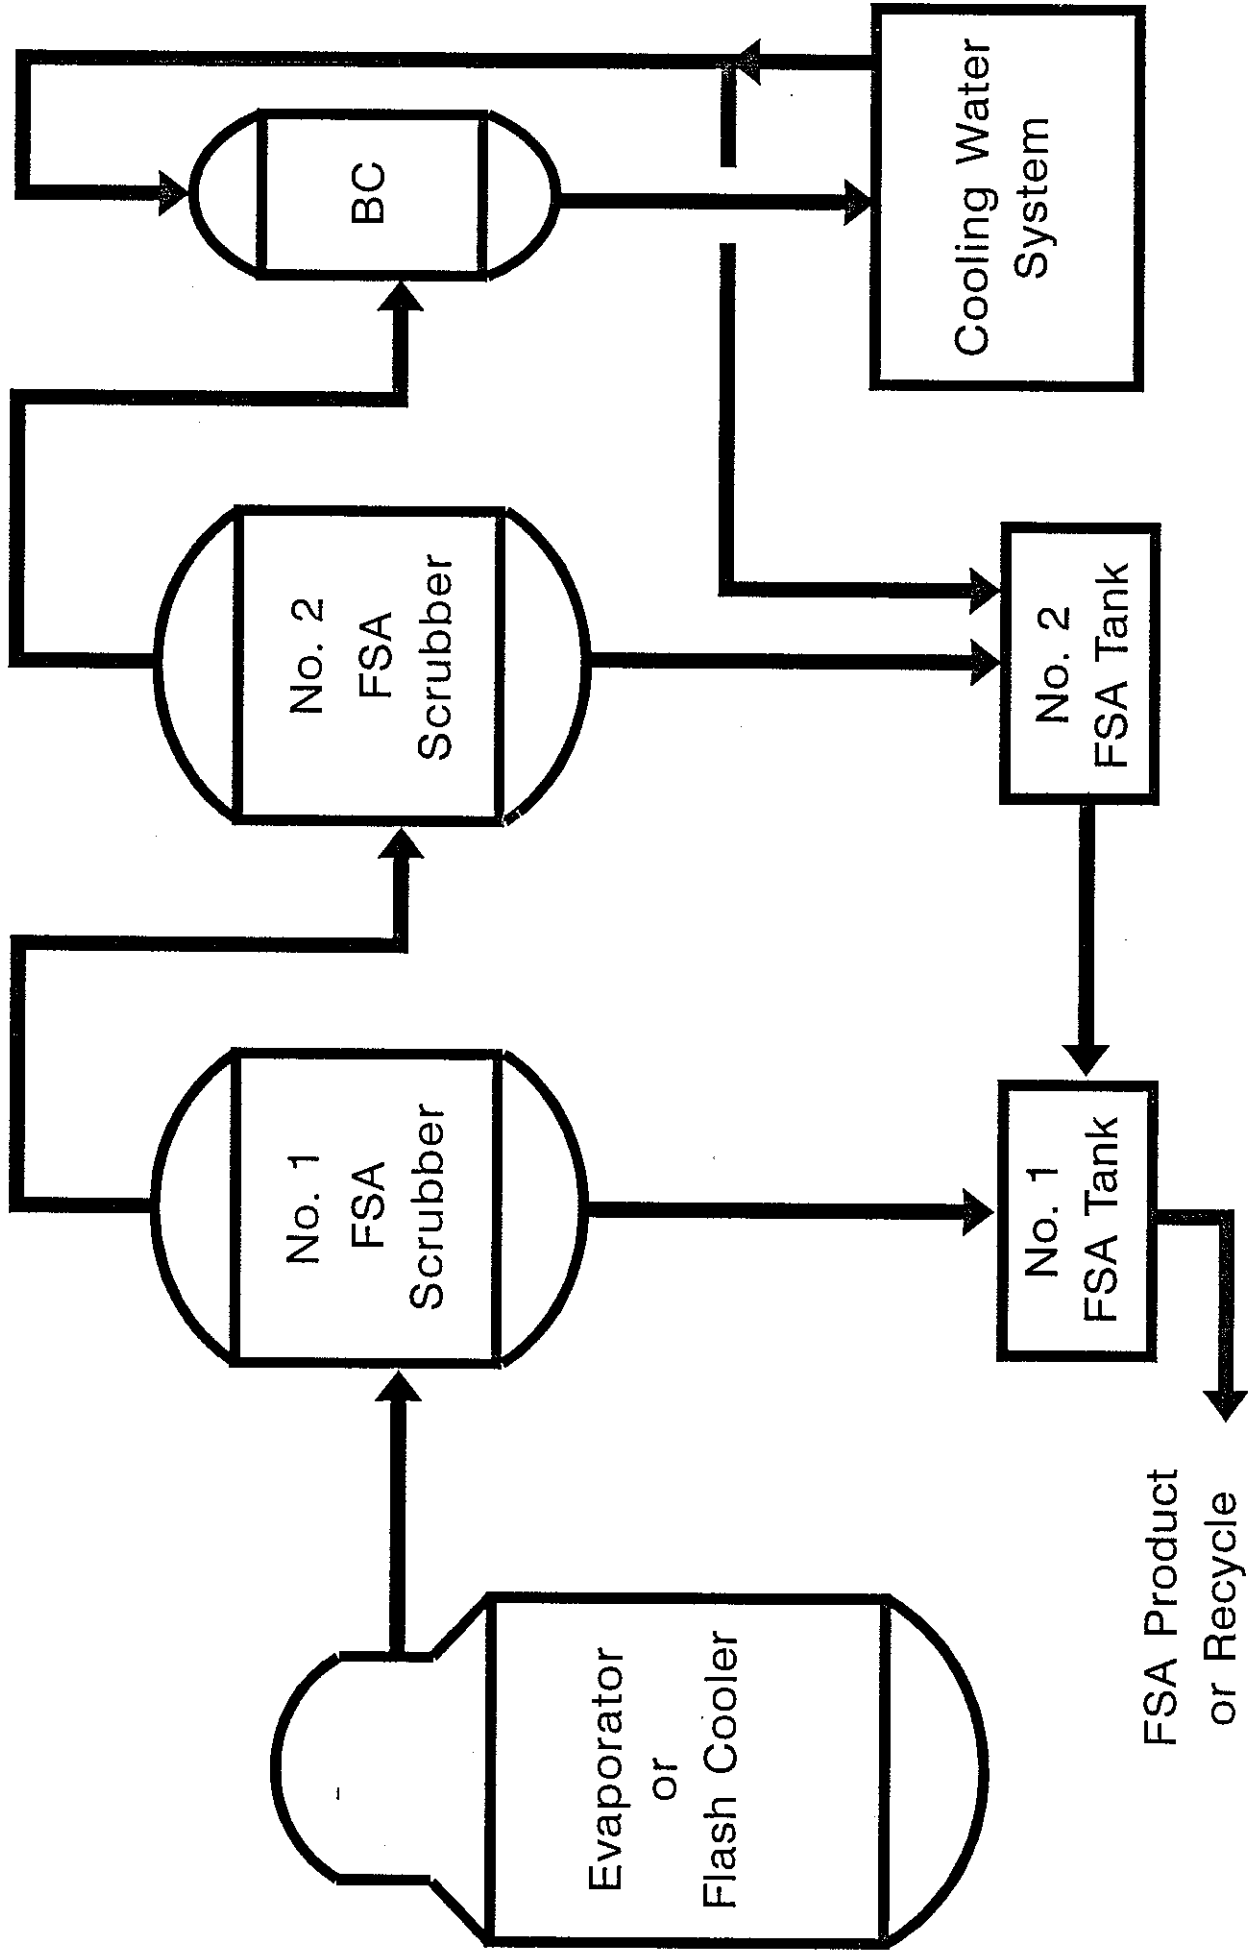 Evaporator
or
Flash Cooler
No. 1
FSA
Scrubber
No. 2
FSA
Scrubber
BC
Cooling Water
System
No. 2
FSA Tank
No. 1
FSA Tank
FSA Product
or Recycle